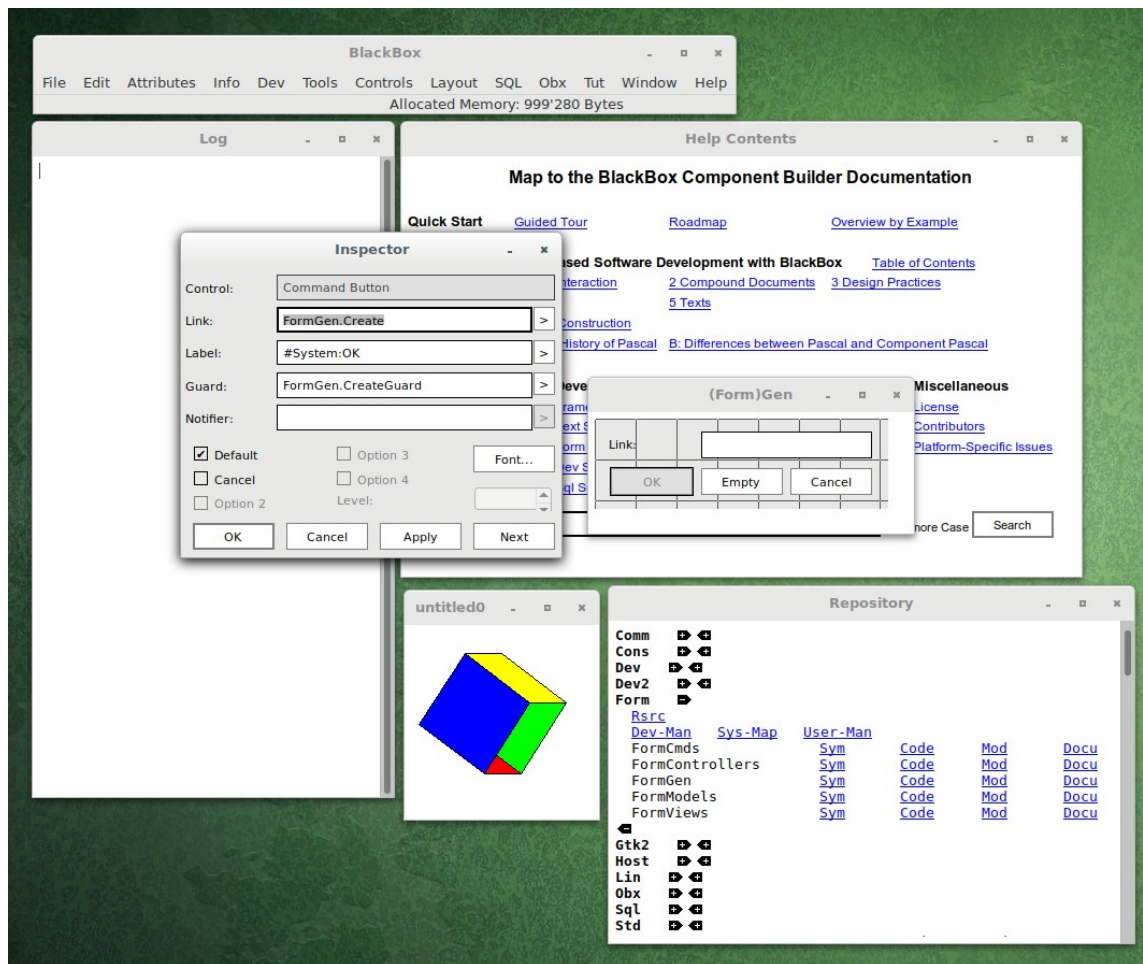 BlackBox
File Edit Attributes Info Dev Tools Controls Layout SQL Obx Tut Window Help
Allocated Memory: 999'280 Bytes
Log
Help Contents
Map to the BlackBox Component Builder Documentation
Quick Start Guided Tour Roadmap Overview by Example
Software Development with BlackBox Table of Contents
2 Compound Documents 3 Design Practices
5 Texts
Construction
History of Pascal B: Differences between Pascal and Component Pascal
Miscellaneous
License
Contributors
Platform-Specific Issues
Case Search
Inspector
Control: Command Button
Link: FormGen.Create >
Label: #System:OK >
Guard: FormGen.CreateGuard >
Notifier: >
Default Option 3 Font...
Cancel Option 4
Option 2 Level:
OK Cancel Apply Next
(Form)Gen
Link:
OK Empty Cancel
untitled0
Repository
Comm
Cons
Dev
Dev2
Form
Rsrc
Dev-Man Sys-Map User-Man
FormCmds Sym Code Mod Docu
FormControllers Sym Code Mod Docu
FormGen Sym Code Mod Docu
FormModels Sym Code Mod Docu
FormViews Sym Code Mod Docu
Gtk2
Host
Lin
Obx
Sql
Std